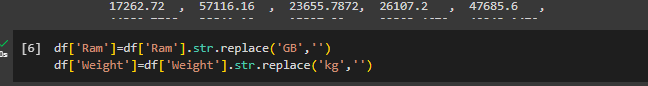 17262.72  ,  57116.16  ,  23655.7872,  26107.2  ,  47685.6  ,
[6] df['Ram']=df['Ram'].str.replace('GB','')
0s df['Weight']=df['Weight'].str.replace('kg','')